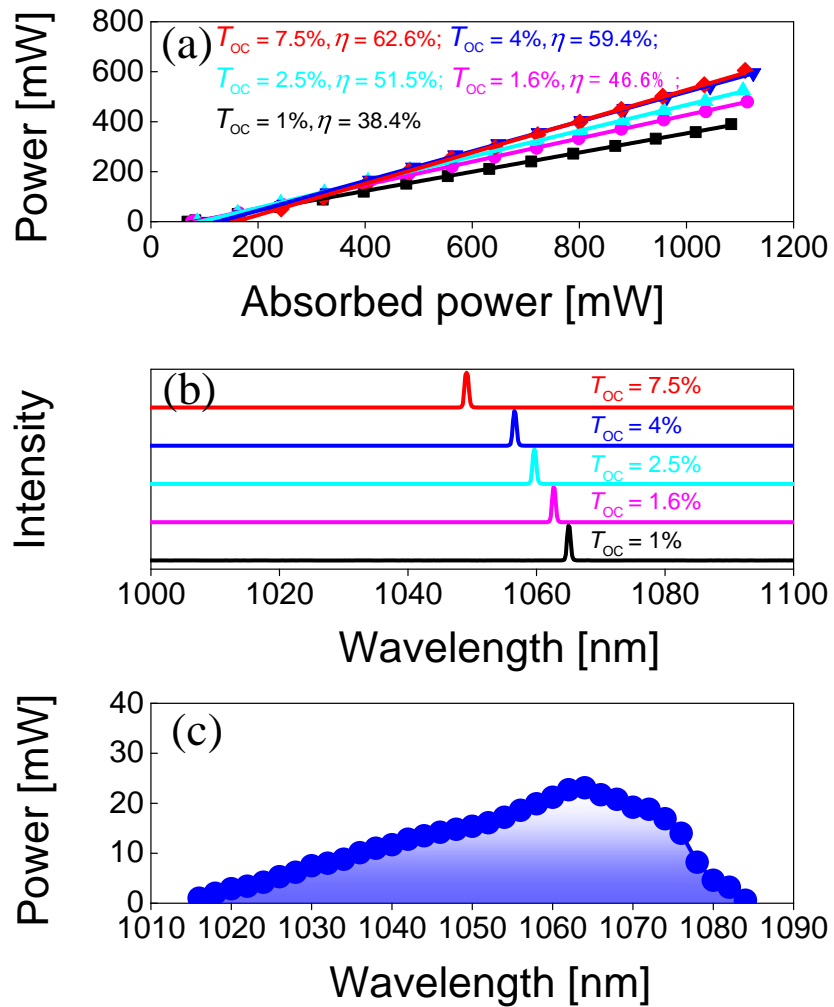 (a)
T_OC = 7.5%, η = 62.6%; T_OC = 4%, η = 59.4%;
T_OC = 2.5%, η = 51.5%; T_OC = 1.6%, η = 46.6% ;
T_OC = 1%, η = 38.4%
Power [mW]
800
600
400
200
0
0 200 400 600 800 1000 1200
Absorbed power [mW]
(b)
T_OC = 7.5%
T_OC = 4%
T_OC = 2.5%
T_OC = 1.6%
T_OC = 1%
Intensity
1000 1020 1040 1060 1080 1100
Wavelength [nm]
(c)
Power [mW]
40
30
20
10
0
1010 1020 1030 1040 1050 1060 1070 1080 1090
Wavelength [nm]